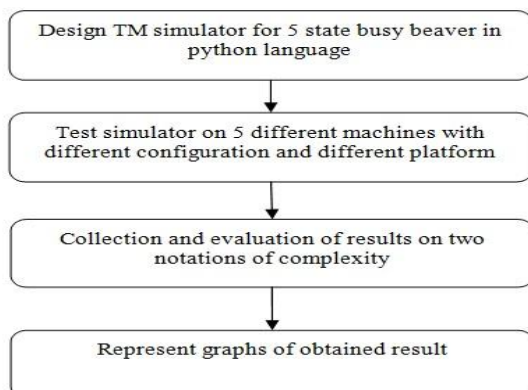 Design TM simulator for 5 state busy beaver in
python language
Test simulator on 5 different machines with
different configuration and different platform
Collection and evaluation of results on two
notations of complexity
Represent graphs of obtained result